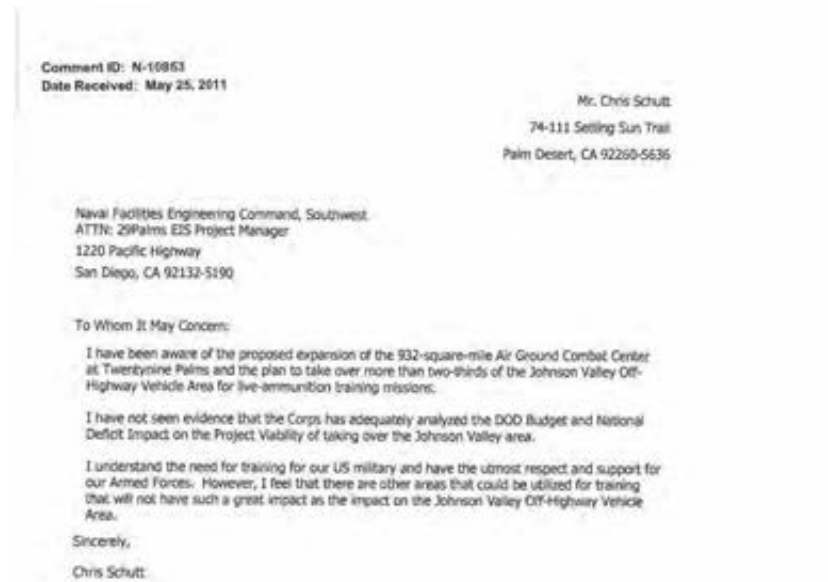 Comment ID: N-10863
Date Received: May 25, 2011
Mr. Chris Schutt
74-111 Setting Sun Trail
Palm Desert, CA 92260-5636
Naval Facilities Engineering Command, Southwest
ATTN: 29Palms EIS Project Manager
1220 Pacific Highway
San Diego, CA 92132-5190
To Whom It May Concern:
I have been aware of the proposed expansion of the 932-square-mile Air Ground Combat Center
at Twentynine Palms and the plan to take over more than two-thirds of the Johnson Valley Off-
Highway Vehicle Area for live-ammunition training missions.
I have not seen evidence that the Corps has adequately analyzed the DOD Budget and National
Deficit Impact on the Project Viability of taking over the Johnson Valley area.
I understand the need for training for our US military and have the utmost respect and support for
our Armed Forces. However, I feel that there are other areas that could be utilized for training
that will not have such a great impact as the impact on the Johnson Valley Off-Highway Vehicle
Area.
Sincerely,
Chris Schutt